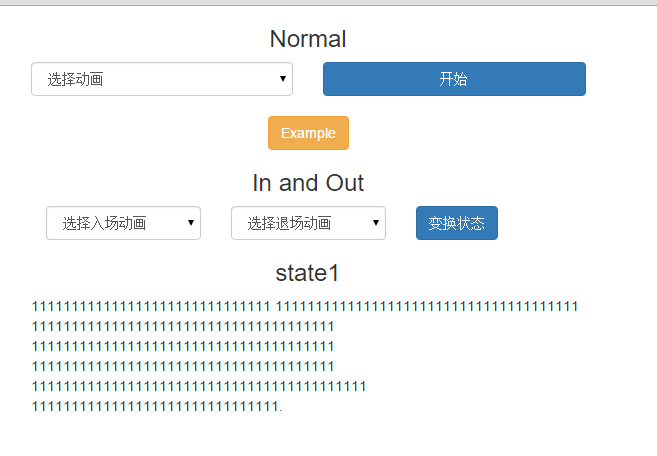 Normal
选择动画 开始
Example
In and Out
选择入场动画 选择退场动画 变换状态
state1
111111111111111111111111111111 11111111111111111111111111111111111111
11111111111111111111111111111111111111
11111111111111111111111111111111111111
11111111111111111111111111111111111111
111111111111111111111111111111111111111111
1111111111111111111111111111111.